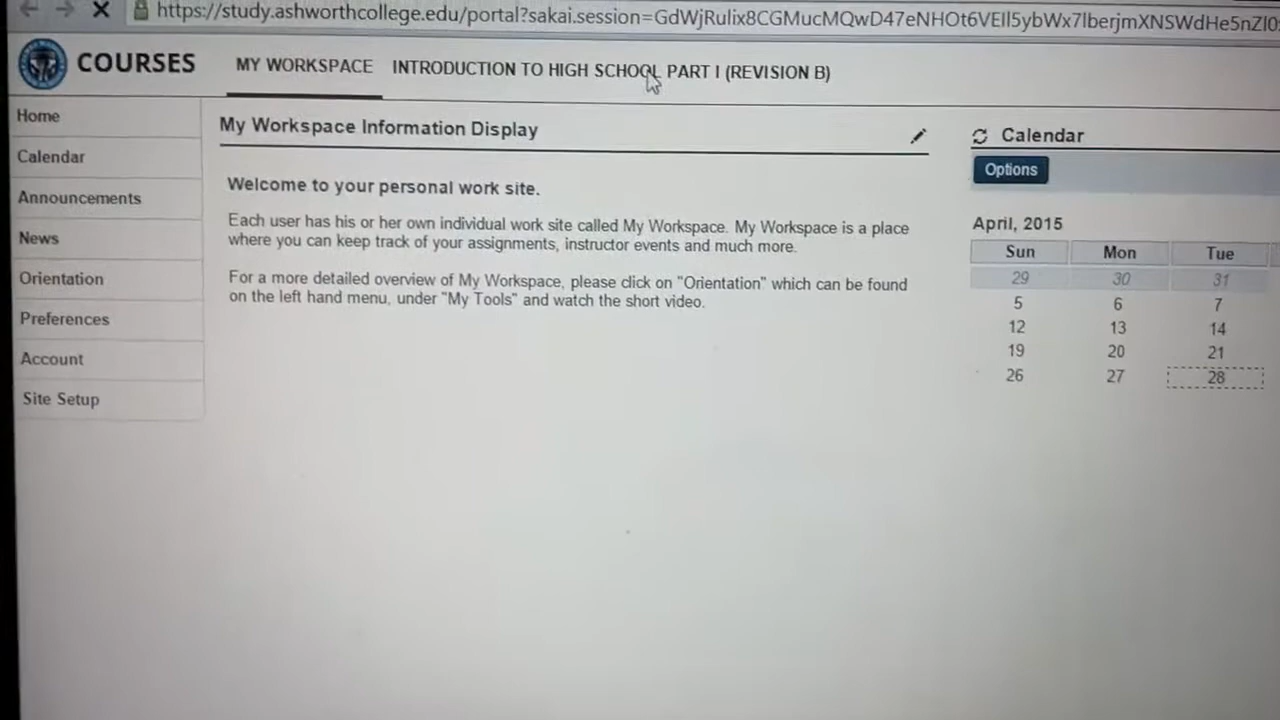 https://study.ashworthcollege.edu/portal?sakai.session=
COURSES
MY WORKSPACE
INTRODUCTION TO HIGH SCHOOL PART I (REVISION B)
Home
Calendar
Announcements
News
Orientation
Preferences
Account
Site Setup
My Workspace Information Display
Welcome to your personal work site.
Each user has his or her own individual work site called My Workspace. My Workspace is a place
where you can keep track of your assignments, instructor events and much more.
For a more detailed overview of My Workspace, please click on "Orientation" which can be found
on the left hand menu, under "My Tools" and watch the short video.
Calendar
Options
April, 2015
Sun Mon Tue
29 30 31
5 6 7
12 13 14
19 20 21
26 27 28